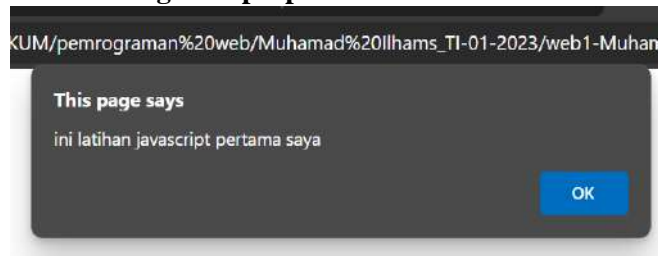 KUM/pemrograman%20web/Muhamad%20Ilhams_TI-01-2023/web1-Muhan
This page says
ini latihan javascript pertama saya
OK